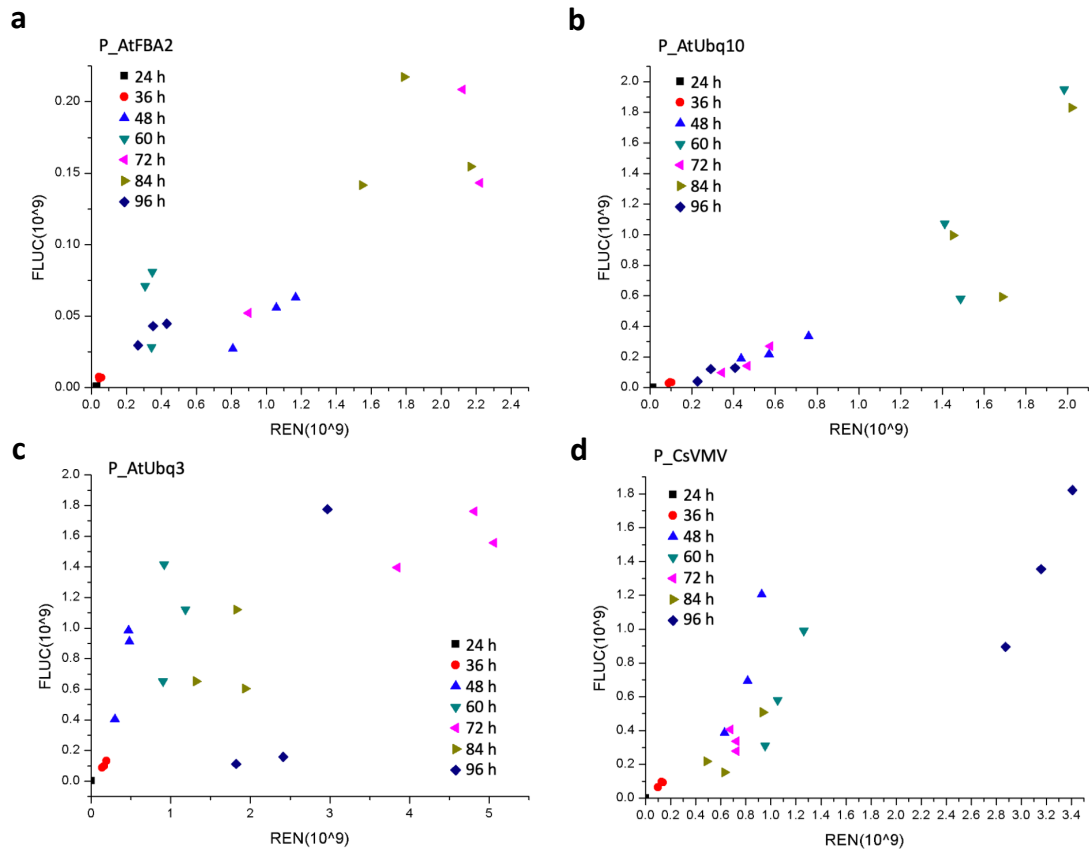 a
P_AtFBA2
24 h
36 h
48 h
60 h
72 h
84 h
96 h
0.20
0.15
0.10
0.05
0.00
FLUC(10^9)
0.0 0.2 0.4 0.6 0.8 1.0 1.2 1.4 1.6 1.8 2.0 2.2 2.4
REN(10^9)
b
P_AtUbq10
24 h
36 h
48 h
60 h
72 h
84 h
96 h
2.0
1.8
1.6
1.4
1.2
1.0
0.8
0.6
0.4
0.2
0.0
FLUC(10^9)
0.0 0.2 0.4 0.6 0.8 1.0 1.2 1.4 1.6 1.8 2.0
REN(10^9)
c
P_AtUbq3
2.0
1.8
1.6
1.4
1.2
1.0
0.8
0.6
0.4
0.2
0.0
FLUC(10^9)
24 h
36 h
48 h
60 h
72 h
84 h
96 h
0 1 2 3 4 5
REN(10^9)
d
P_CsVMV
24 h
36 h
48 h
60 h
72 h
84 h
96 h
1.8
1.6
1.4
1.2
1.0
0.8
0.6
0.4
0.2
0.0
FLUC(10^9)
0.0 0.2 0.4 0.6 0.8 1.0 1.2 1.4 1.6 1.8 2.0 2.2 2.4 2.6 2.8 3.0 3.2 3.4
REN(10^9)